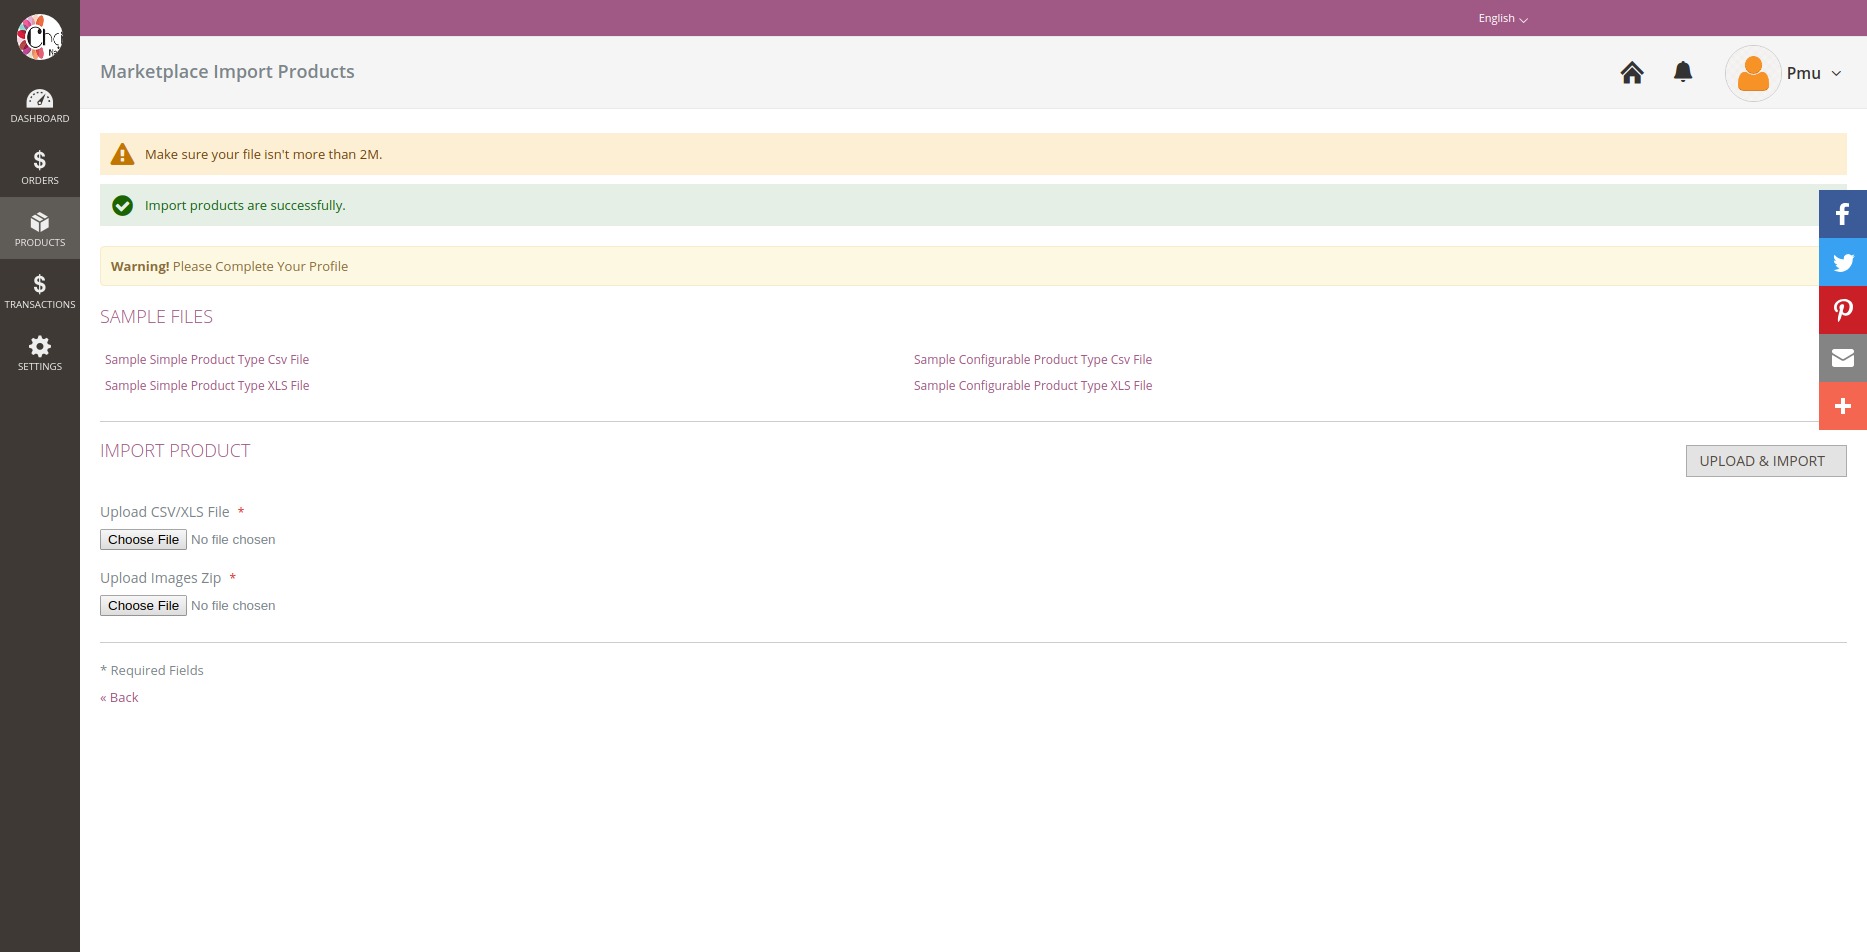 English
Marketplace Import Products
Pmu
DASHBOARD
ORDERS
PRODUCTS
TRANSACTIONS
SETTINGS
Make sure your file isn't more than 2M.
Import products are successfully.
Warning! Please Complete Your Profile
SAMPLE FILES
Sample Simple Product Type Csv File
Sample Configurable Product Type Csv File
Sample Simple Product Type XLS File
Sample Configurable Product Type XLS File
IMPORT PRODUCT
UPLOAD & IMPORT
Upload CSV/XLS File *
Choose File No file chosen
Upload Images Zip *
Choose File No file chosen
* Required Fields
« Back